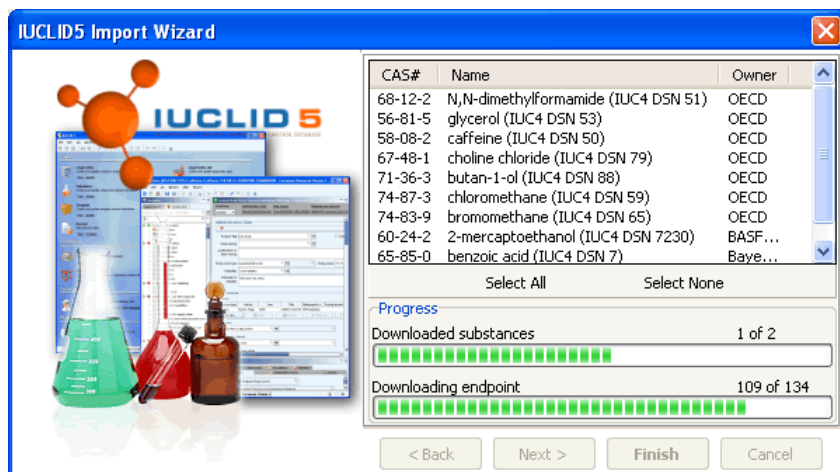 IUCLID5 Import Wizard
IUCLID 5
CAS# Name Owner
68-12-2 N,N-dimethylformamide (IUC4 DSN 51) OECD
56-81-5 glycerol (IUC4 DSN 53) OECD
58-08-2 caffeine (IUC4 DSN 50) OECD
67-48-1 choline chloride (IUC4 DSN 79) OECD
71-36-3 butan-1-ol (IUC4 DSN 88) OECD
74-87-3 chloromethane (IUC4 DSN 59) OECD
74-83-9 bromomethane (IUC4 DSN 65) OECD
60-24-2 2-mercaptoethanol (IUC4 DSN 7230) BASF...
65-85-0 benzoic acid (IUC4 DSN 7) Baye...
Select All Select None
Progress
Downloaded substances 1 of 2
Downloading endpoint 109 of 134
< Back Next > Finish Cancel